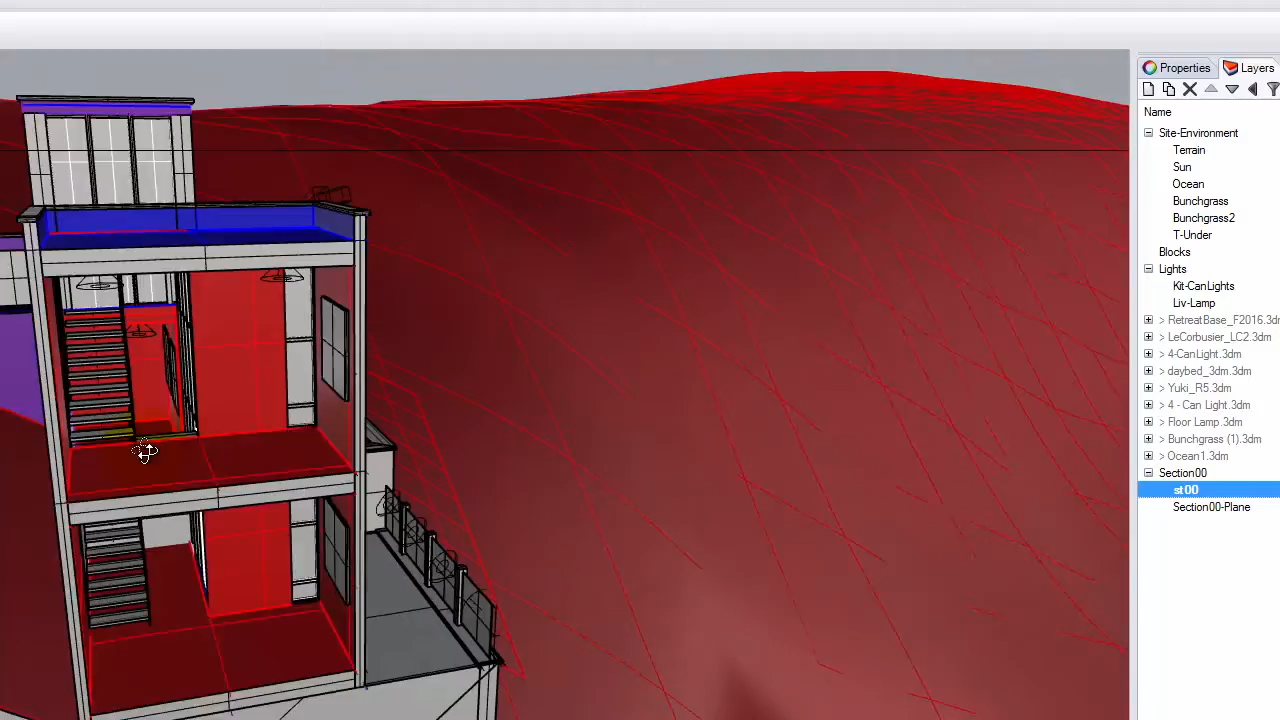 Properties Layers
Name
Site-Environment
Terrain
Sun
Ocean
Bunchgrass
Bunchgrass2
T-Under
Blocks
Lights
Kit-CanLights
Liv-Lamp
> RetreatBase_F2016.3dr
> LeCorbusier_LC2.3dm
> 4-CanLight.3dm
> daybed_3dm.3dm
> Yuki_R5.3dm
> 4 - Can Light.3dm
> Floor Lamp.3dm
> Bunchgrass (1).3dm
> Ocean1.3dm
Section00
st00
Section00-Plane